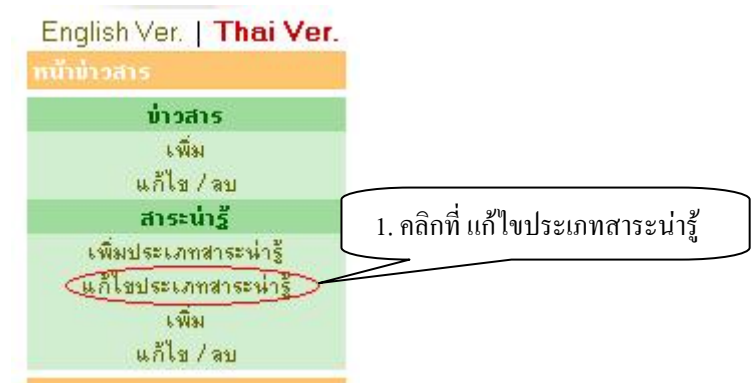 English Ver. | Thai Ver.
หน้าข่าวสาร
ข่าวสาร
เพิ่ม
แก้ไข / ลบ
สาระน่ารู้
1. คลิกที่ แก้ไขประเภทสาระน่ารู้
เพิ่มประเภทสาระน่ารู้
แก้ไขประเภทสาระน่ารู้
เพิ่ม
แก้ไข / ลบ